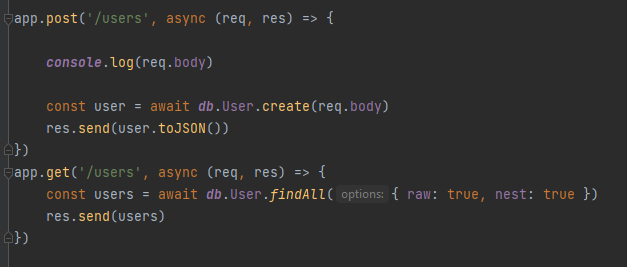 app.post('/users', async (req, res) => {
console.log(req.body)
const user = await db.User.create(req.body)
res.send(user.toJSON())
})
app.get('/users', async (req, res) => {
const users = await db.User.findAll( options: { raw: true, nest: true })
res.send(users)
})